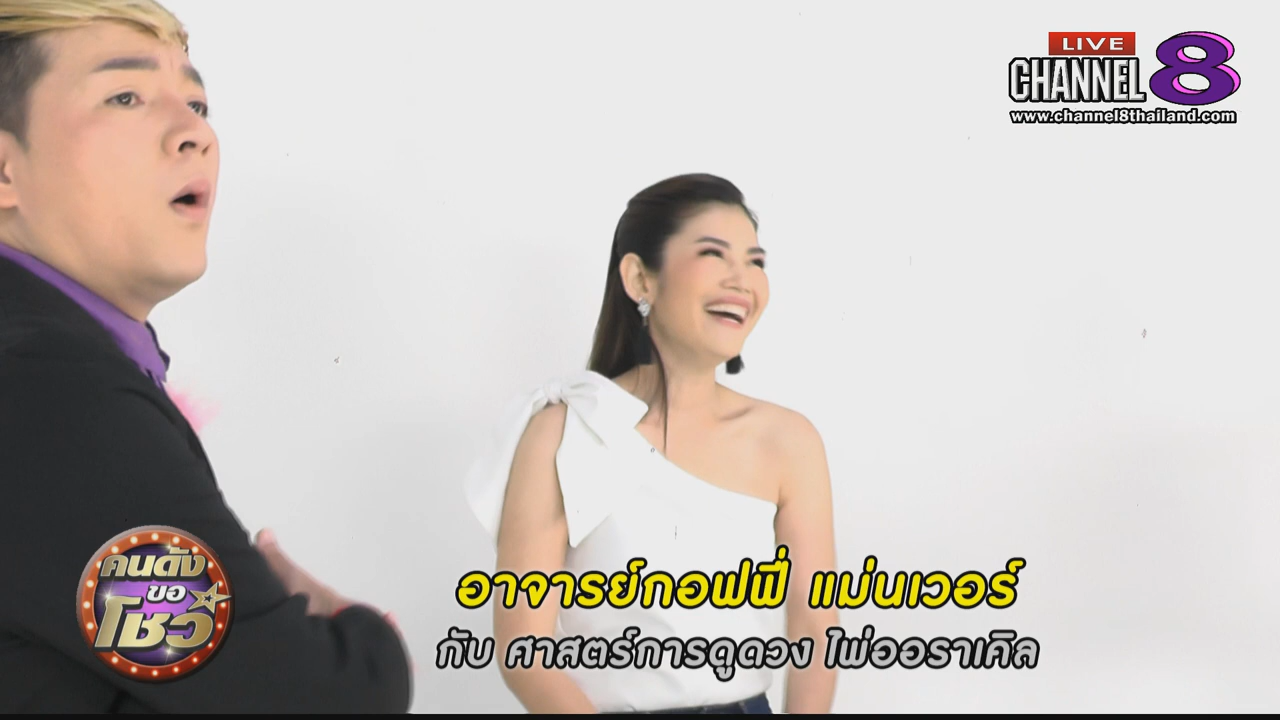 LIVE
CHANNEL 8
www.channel8thailand.com
คนดัง
ขอ
โชว์
อาจารย์กอฟฟี่ แม่นเวอร์
กับ ศาสตร์การดูดวง ไพ่ออราเคิล